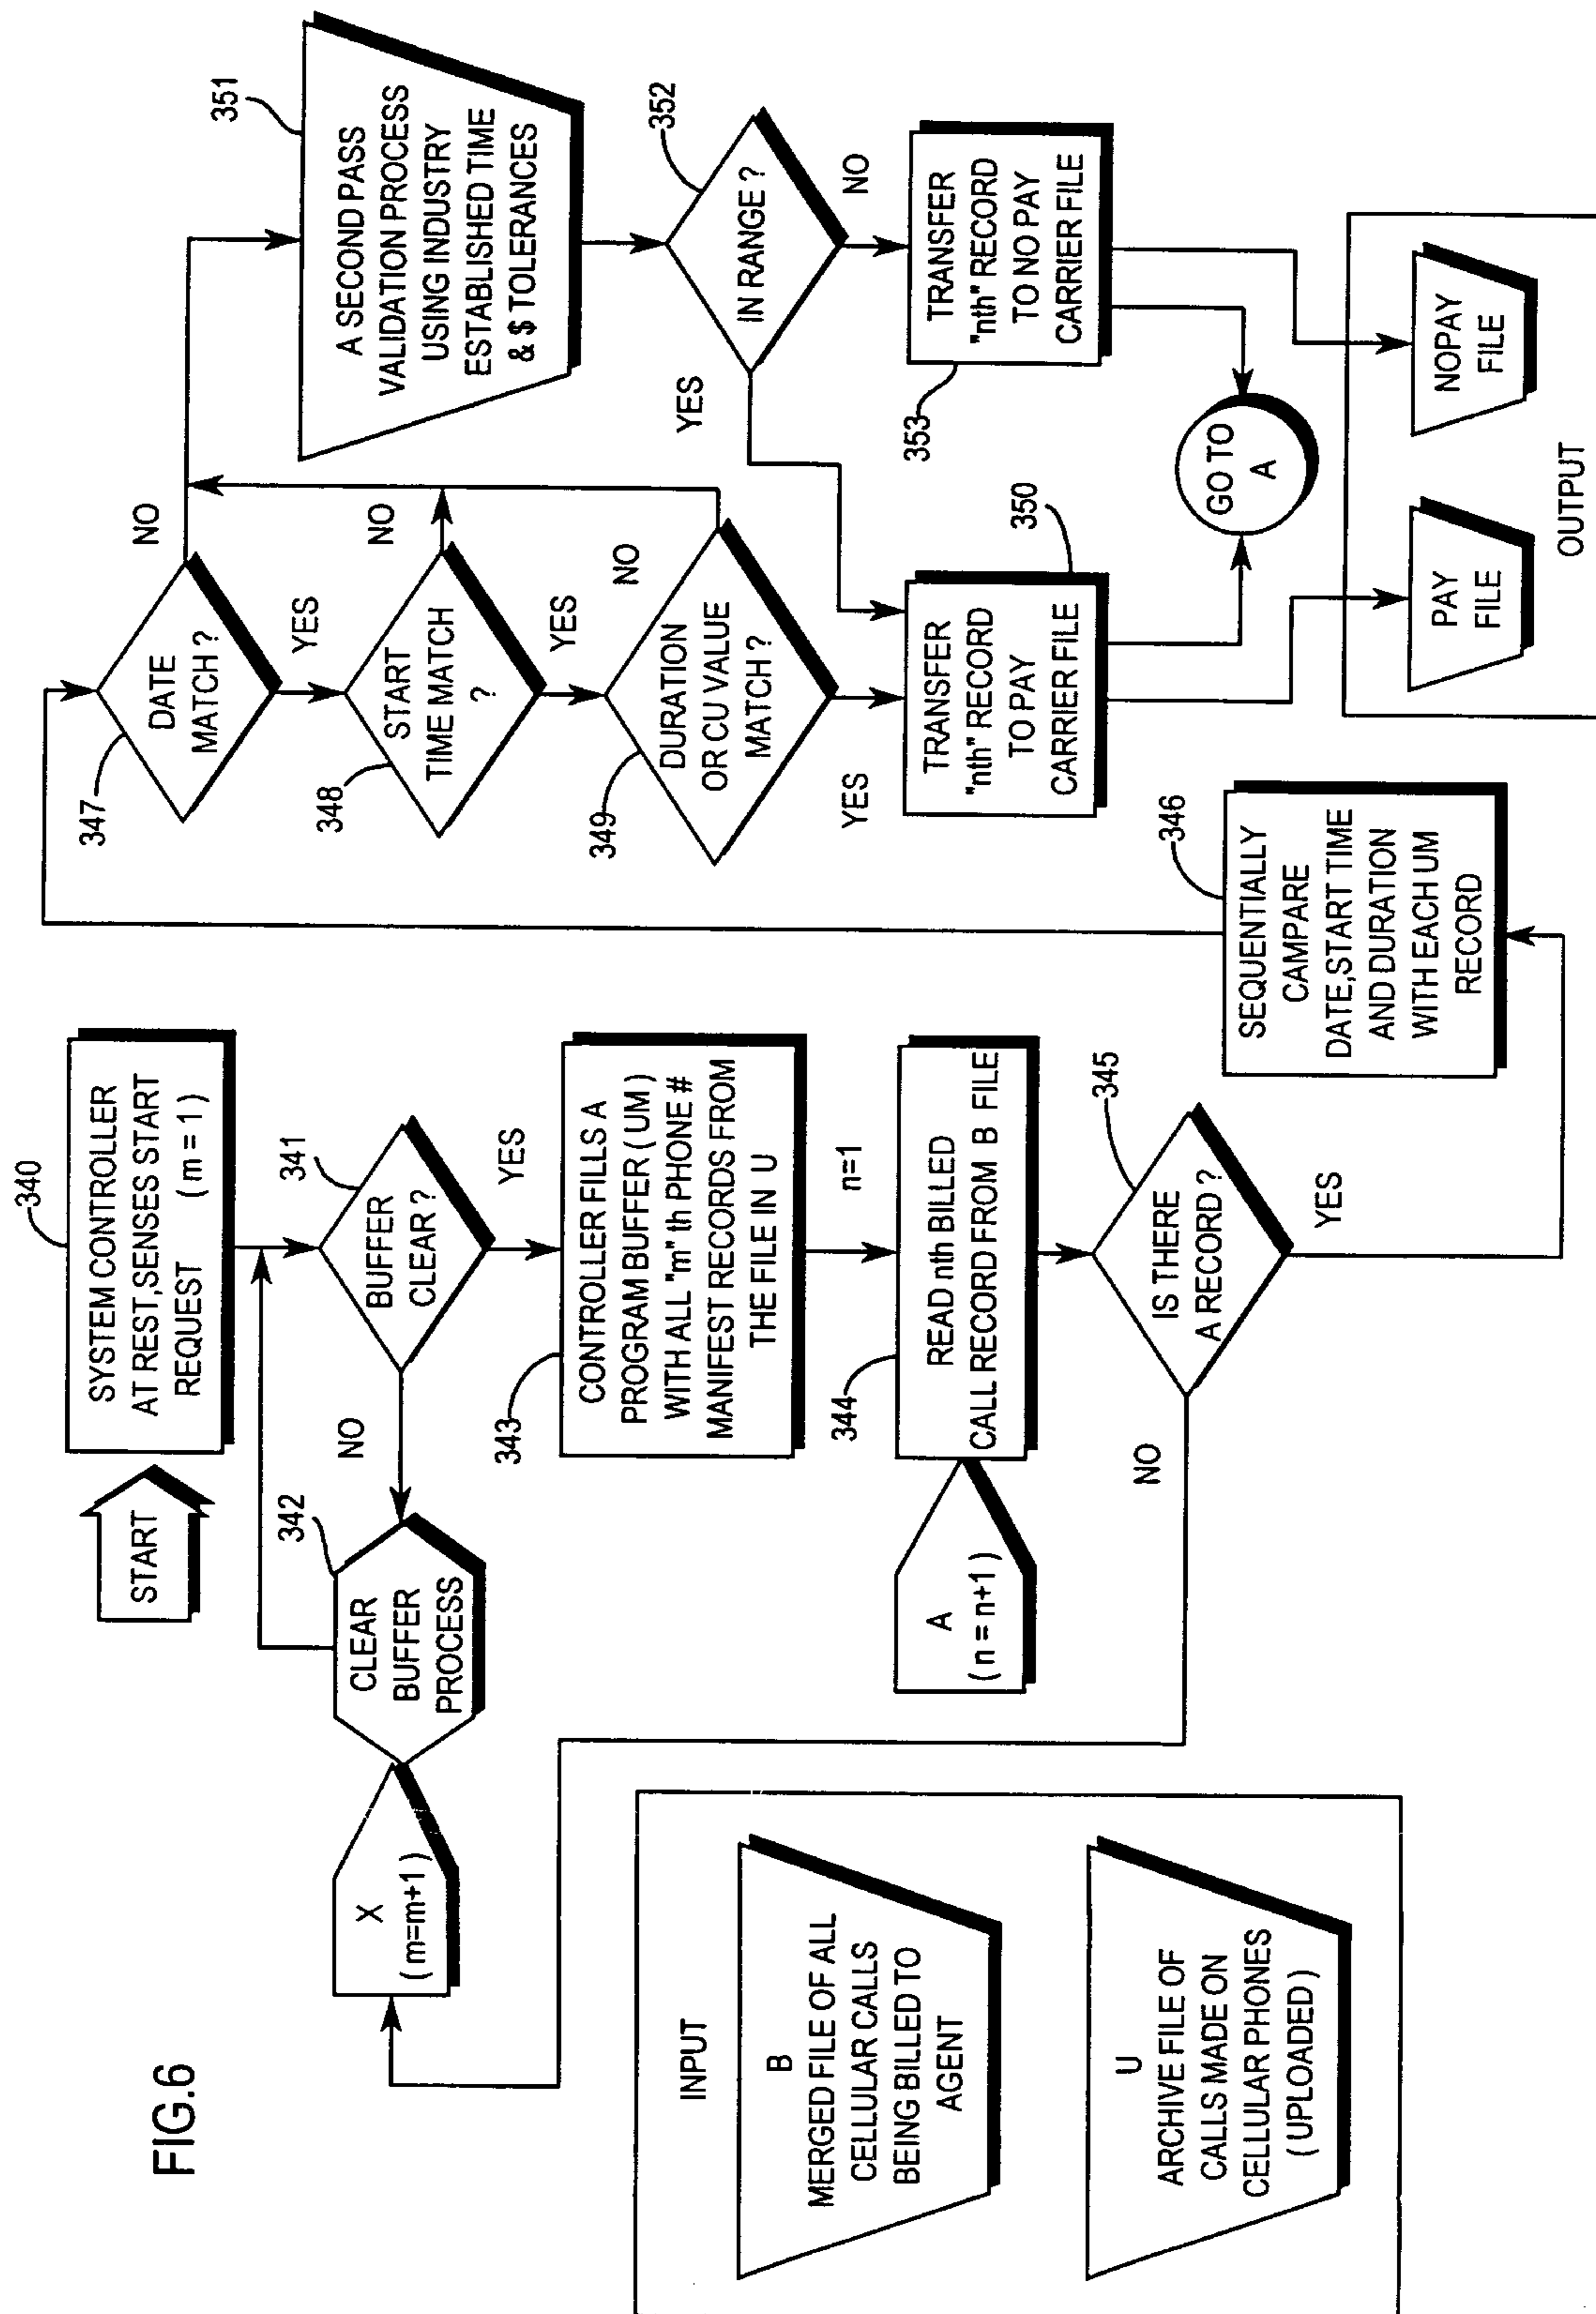 FIG.6
START
340
SYSTEM CONTROLLER
AT REST,SENSES START
REQUEST (m = 1)
341
BUFFER
CLEAR ?
NO
YES
342
CLEAR
BUFFER
PROCESS
X
(m=m+1)
343
CONTROLLER FILLS A
PROGRAM BUFFER (UM)
WITH ALL "m" th PHONE #
MANIFEST RECORDS FROM
THE FILE IN U
n=1
344
READ nth BILLED
CALL RECORD FROM B FILE
A
(n = n+1)
345
IS THERE
A RECORD ?
NO
YES
346
SEQUENTIALLY
CAMPARE
DATE,START TIME
AND DURATION
WITH EACH UM
RECORD
347
DATE
MATCH ?
NO
YES
348
START
TIME MATCH
?
NO
YES
349
DURATION
OR CU VALUE
MATCH ?
NO
YES
350
TRANSFER
"nth" RECORD
TO PAY
CARRIER FILE
351
A SECOND PASS
VALIDATION PROCESS
USING INDUSTRY
ESTABLISHED TIME
& $ TOLERANCES
352
IN RANGE ?
YES
NO
353
TRANSFER
"nth" RECORD
TO NO PAY
CARRIER FILE
GO TO
A
INPUT
B
MERGED FILE OF ALL
CELLULAR CALLS
BEING BILLED TO
AGENT
U
ARCHIVE FILE OF
CALLS MADE ON
CELLULAR PHONES
(UPLOADED)
PAY
FILE
NOPAY
FILE
OUTPUT